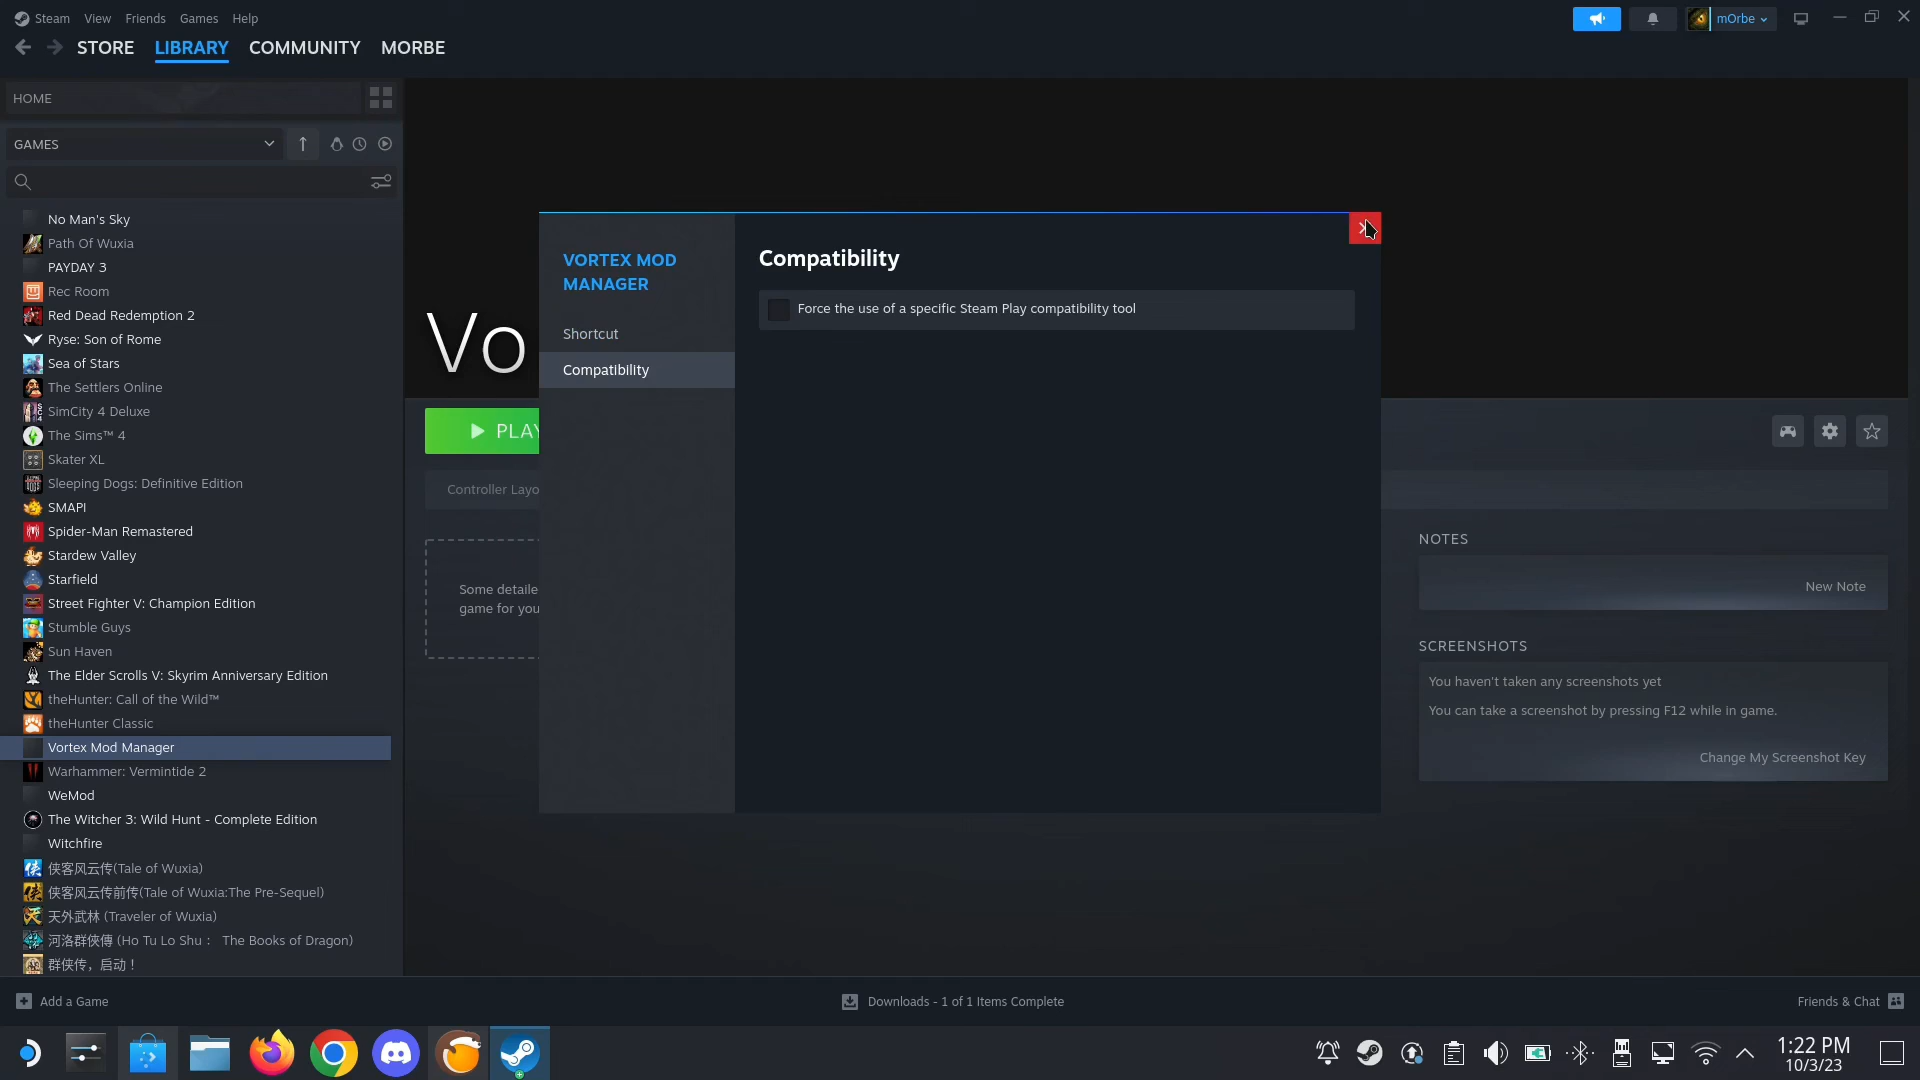 Steam View Friends Games Help
mOrbe
STORE LIBRARY COMMUNITY MORBE
HOME
GAMES
No Man's Sky
Path Of Wuxia
PAYDAY 3
Rec Room
Red Dead Redemption 2
Ryse: Son of Rome
Sea of Stars
The Settlers Online
SimCity 4 Deluxe
The Sims™ 4
Skater XL
Sleeping Dogs: Definitive Edition
SMAPI
Spider-Man Remastered
Stardew Valley
Starfield
Street Fighter V: Champion Edition
Stumble Guys
Sun Haven
The Elder Scrolls V: Skyrim Anniversary Edition
theHunter: Call of the Wild™
theHunter Classic
Vortex Mod Manager
Warhammer: Vermintide 2
WeMod
The Witcher 3: Wild Hunt - Complete Edition
Witchfire
侠客风云传(Tale of Wuxia)
侠客风云传前传(Tale of Wuxia:The Pre-Sequel)
天外武林 (Traveler of Wuxia)
河洛群俠傳 (Ho Tu Lo Shu ： The Books of Dragon)
群侠传，启动！
Vo
PLAY
Controller Layo
Some detaile
game for you
VORTEX MOD
MANAGER
Shortcut
Compatibility
Compatibility
Force the use of a specific Steam Play compatibility tool
NOTES
New Note
SCREENSHOTS
You haven't taken any screenshots yet
You can take a screenshot by pressing F12 while in game.
Change My Screenshot Key
Add a Game
Downloads - 1 of 1 Items Complete
Friends & Chat
1:22 PM
10/3/23